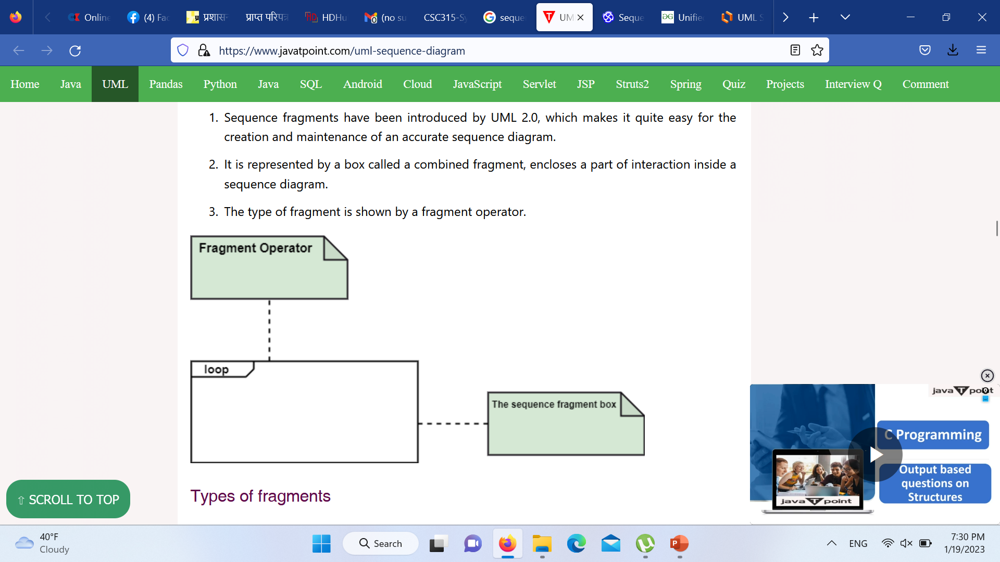 Online
(4) Fac
प्रशासन
प्राप्त परिपत्र
HDHu
(no su
CSC315-Sy
seque
UM
Seque
Unifie
UML S
https://www.javatpoint.com/uml-sequence-diagram
Home Java UML Pandas Python Java SQL Android Cloud JavaScript Servlet JSP Struts2 Spring Quiz Projects Interview Q Comment
1. Sequence fragments have been introduced by UML 2.0, which makes it quite easy for the
creation and maintenance of an accurate sequence diagram.
2. It is represented by a box called a combined fragment, encloses a part of interaction inside a
sequence diagram.
3. The type of fragment is shown by a fragment operator.
Fragment Operator
loop
The sequence fragment box
java T point
C Programming
Output based
questions on
Structures
java T point
Types of fragments
⇧ SCROLL TO TOP
40°F
Cloudy
Search
ENG
7:30 PM
1/19/2023